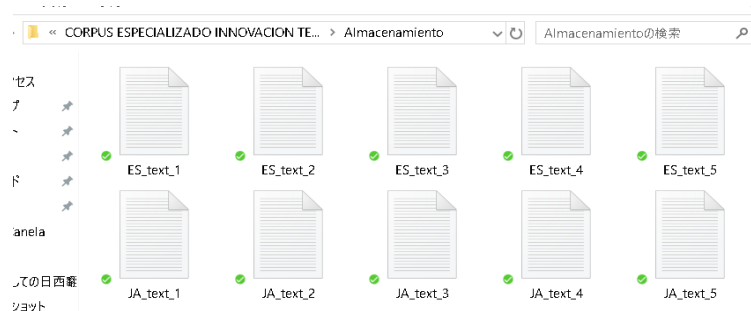 « CORPUS ESPECIALIZADO INNOVACION TE... > Almacenamiento
Almacenamientoの検索
セス
プ
ト
ド
anela
ての日西翻
ショット
ES_text_1 ES_text_2 ES_text_3 ES_text_4 ES_text_5
JA_text_1 JA_text_2 JA_text_3 JA_text_4 JA_text_5